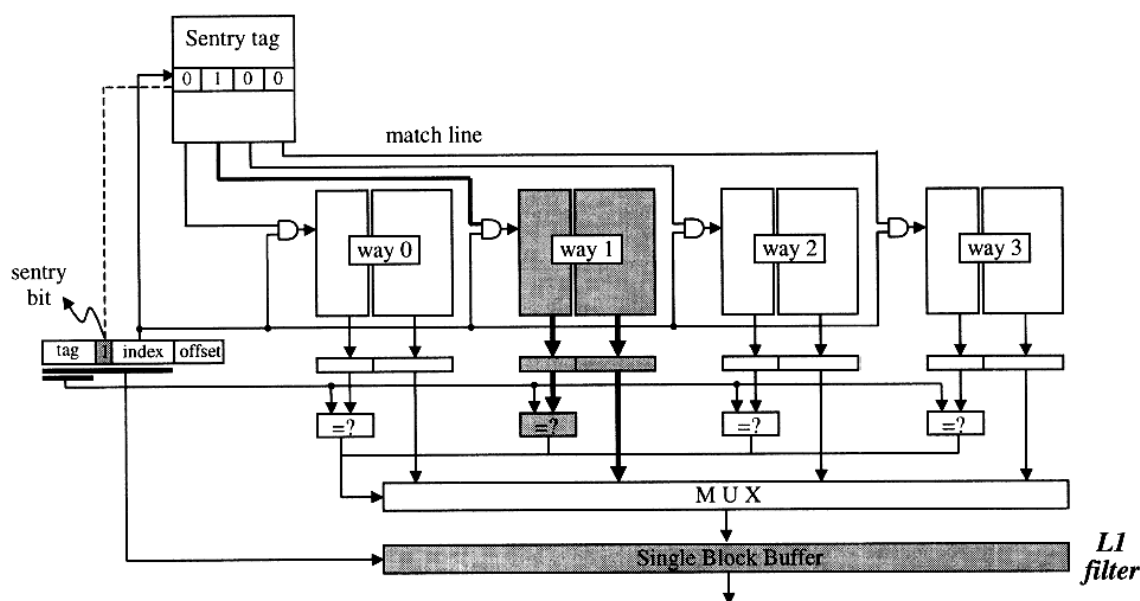 Sentry tag
0 1 0 0
match line
way 0
way 1
way 2
way 3
sentry
bit
tag 1 index offset
=? =? =? =?
M U X
Single Block Buffer
L1
filter